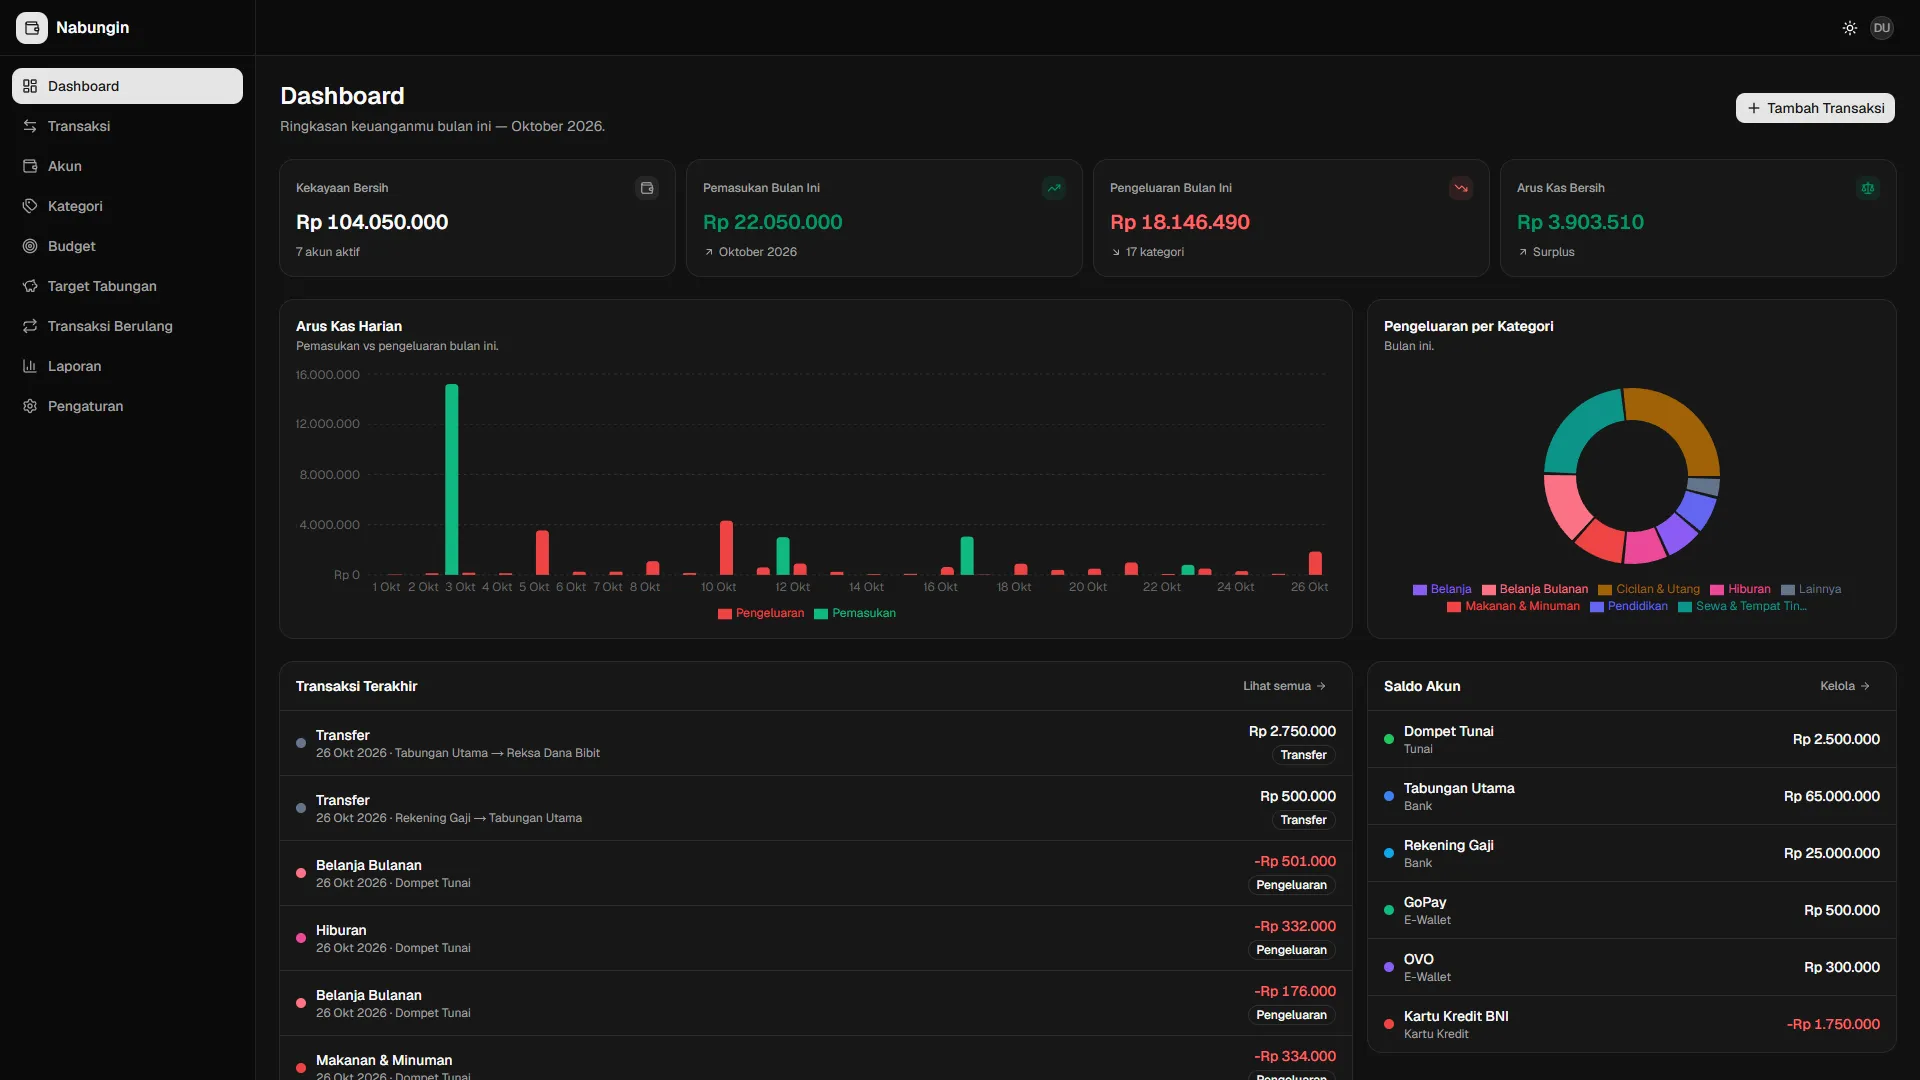 Nabungin
DU
Dashboard
Transaksi
Akun
Kategori
Budget
Target Tabungan
Transaksi Berulang
Laporan
Pengaturan
Dashboard
Ringkasan keuanganmu bulan ini — Oktober 2026.
Tambah Transaksi
Kekayaan Bersih
Rp 104.050.000
7 akun aktif
Pemasukan Bulan Ini
Rp 22.050.000
Oktober 2026
Pengeluaran Bulan Ini
Rp 18.146.490
17 kategori
Arus Kas Bersih
Rp 3.903.510
Surplus
Arus Kas Harian
Pemasukan vs pengeluaran bulan ini.
16.000.000
12.000.000
8.000.000
4.000.000
Rp 0
1 Okt 2 Okt 3 Okt 4 Okt 5 Okt 6 Okt 7 Okt 8 Okt 10 Okt 12 Okt 14 Okt 16 Okt 18 Okt 20 Okt 22 Okt 24 Okt 26 Okt
Pengeluaran Pemasukan
Pengeluaran per Kategori
Bulan ini.
Belanja Belanja Bulanan Cicilan & Utang Hiburan Lainnya
Makanan & Minuman Pendidikan Sewa & Tempat Tin...
Transaksi Terakhir
Lihat semua →
Transfer
Rp 2.750.000
26 Okt 2026 · Tabungan Utama → Reksa Dana Bibit
Transfer
Transfer
Rp 500.000
26 Okt 2026 · Rekening Gaji → Tabungan Utama
Transfer
Belanja Bulanan
-Rp 501.000
26 Okt 2026 · Dompet Tunai
Pengeluaran
Hiburan
-Rp 332.000
26 Okt 2026 · Dompet Tunai
Pengeluaran
Belanja Bulanan
-Rp 176.000
26 Okt 2026 · Dompet Tunai
Pengeluaran
Makanan & Minuman
-Rp 334.000
26 Okt 2026 · Dompet Tunai
Pengeluaran
Saldo Akun
Kelola →
Dompet Tunai
Tunai
Rp 2.500.000
Tabungan Utama
Bank
Rp 65.000.000
Rekening Gaji
Bank
Rp 25.000.000
GoPay
E-Wallet
Rp 500.000
OVO
E-Wallet
Rp 300.000
Kartu Kredit BNI
Kartu Kredit
-Rp 1.750.000